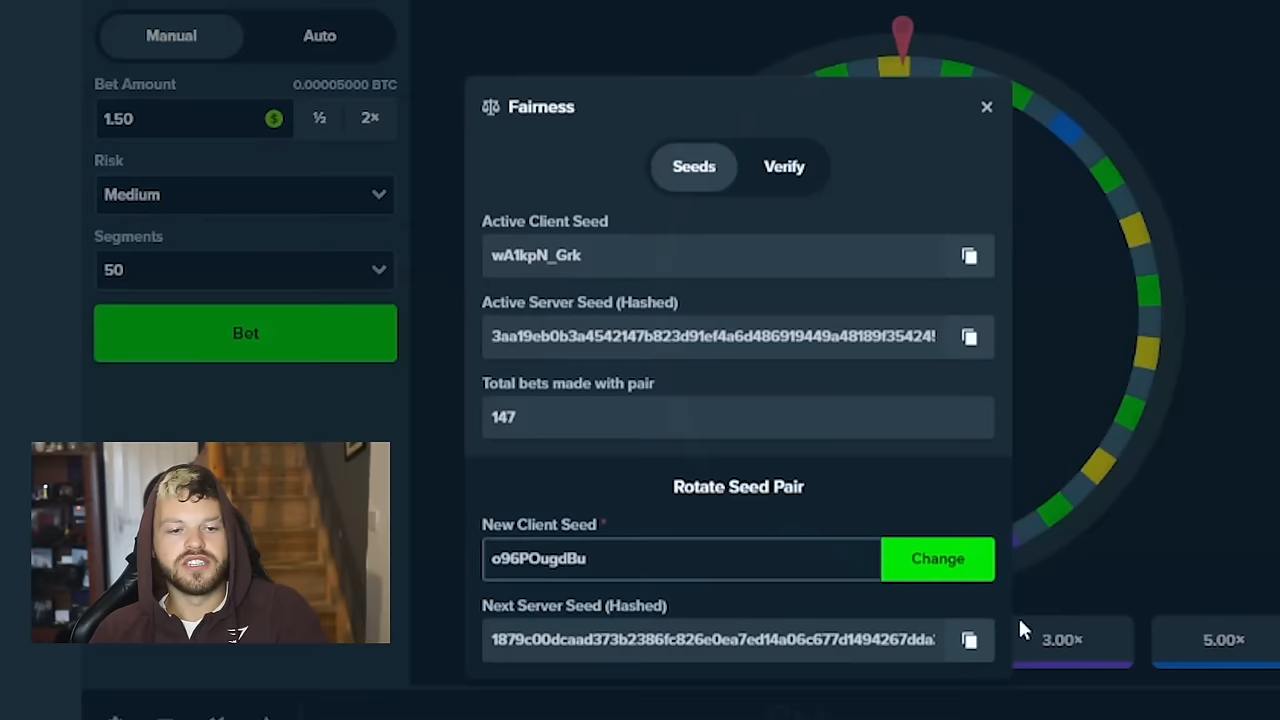 Manual
Auto
Bet Amount
0.00005000 BTC
1.50
$
½
2×
Risk
Medium
Segments
50
Bet
Fairness
Seeds
Verify
Active Client Seed
wA1kpN_Grk
Active Server Seed (Hashed)
3aa19eb0b3a4542147b823d91ef4a6d486919449a48189f354245
Total bets made with pair
147
Rotate Seed Pair
New Client Seed *
o96POugdBu
Change
Next Server Seed (Hashed)
1879c00dcaad373b2386fc826e0ea7ed14a06c677d1494267dda
3.00×
5.00×